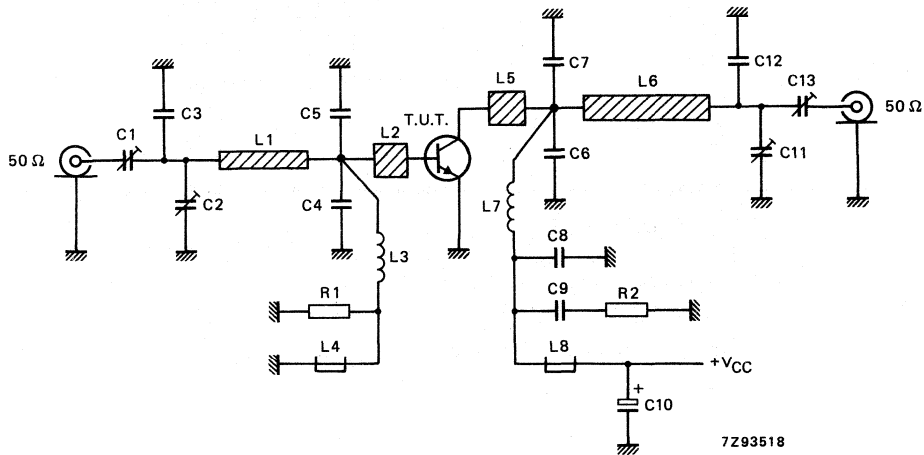 C7
C12
C3
C5
L5
L6
C13
50 Ω
C1
L1
L2
T.U.T.
50 Ω
C6
C11
C2
C4
L7
L3
C8
R1
C9
R2
L4
L8
+VCC
+
C10
7Z93518